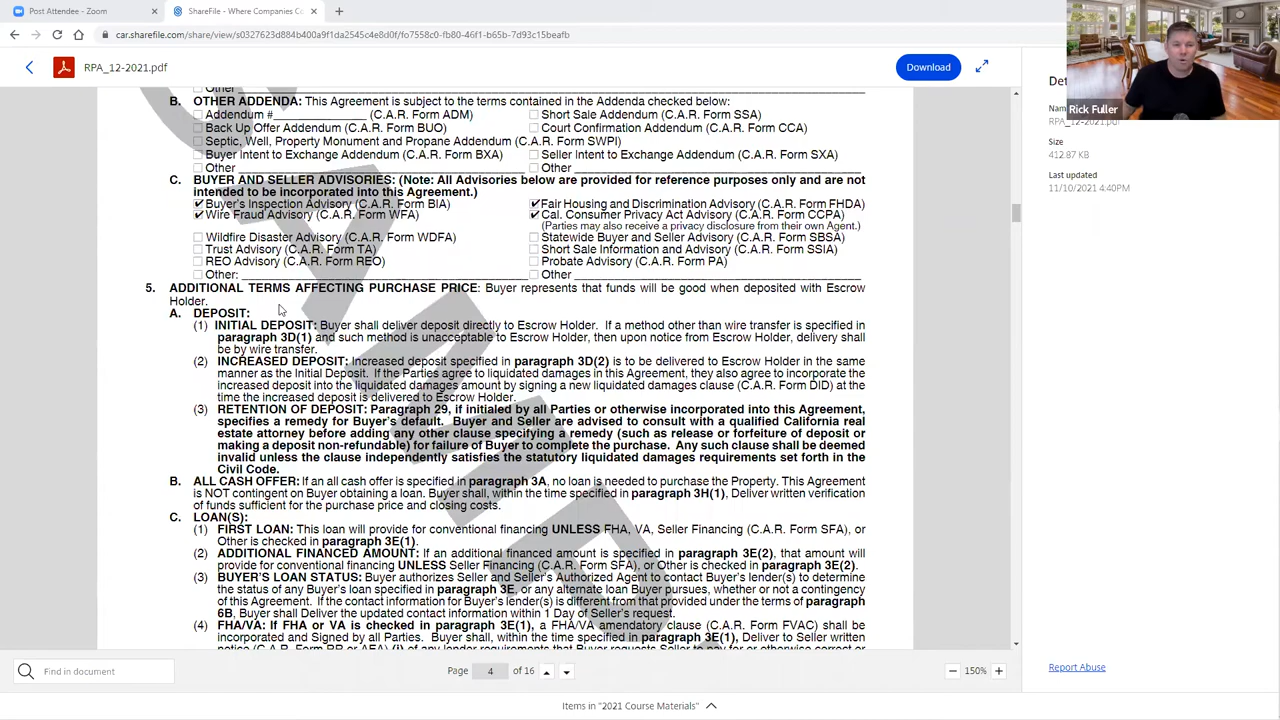 Post Attendee - Zoom
ShareFile - Where Companies Co
car.sharefile.com/share/view/s0327623d884b400a9f1da2545c4e8d0f/fo7558c0-fb80-46f1-b65b-7d93c15beafb
RPA_12-2021.pdf
Download
Rick Fuller
B. OTHER ADDENDA: This Agreement is subject to the terms contained in the Addenda checked below:
Addendum #__________ (C.A.R. Form ADM)
Short Sale Addendum (C.A.R. Form SSA)
Back Up Offer Addendum (C.A.R. Form BUO)
Court Confirmation Addendum (C.A.R. Form CCA)
Septic, Well, Property Monument and Propane Addendum (C.A.R. Form SWPI)
Buyer Intent to Exchange Addendum (C.A.R. Form BXA)
Seller Intent to Exchange Addendum (C.A.R. Form SXA)
Other
Other
C. BUYER AND SELLER ADVISORIES: (Note: All Advisories below are provided for reference purposes only and are not
intended to be incorporated into this Agreement.)
Buyer's Inspection Advisory (C.A.R. Form BIA)
Fair Housing and Discrimination Advisory (C.A.R. Form FHDA)
Wire Fraud Advisory (C.A.R. Form WFA)
Cal. Consumer Privacy Act Advisory (C.A.R. Form CCPA)
(Parties may also receive a privacy disclosure from their own Agent.)
Wildfire Disaster Advisory (C.A.R. Form WDFA)
Statewide Buyer and Seller Advisory (C.A.R. Form SBSA)
Trust Advisory (C.A.R. Form TA)
Short Sale Information and Advisory (C.A.R. Form SSIA)
REO Advisory (C.A.R. Form REO)
Probate Advisory (C.A.R. Form PA)
Other:
Other
5. ADDITIONAL TERMS AFFECTING PURCHASE PRICE: Buyer represents that funds will be good when deposited with Escrow
Holder.
A. DEPOSIT:
(1) INITIAL DEPOSIT: Buyer shall deliver deposit directly to Escrow Holder. If a method other than wire transfer is specified in
paragraph 3D(1) and such method is unacceptable to Escrow Holder, then upon notice from Escrow Holder, delivery shall
be by wire transfer.
(2) INCREASED DEPOSIT: Increased deposit specified in paragraph 3D(2) is to be delivered to Escrow Holder in the same
manner as the Initial Deposit. If the Parties agree to liquidated damages in this Agreement, they also agree to incorporate the
increased deposit into the liquidated damages amount by signing a new liquidated damages clause (C.A.R. Form DID) at the
time the increased deposit is delivered to Escrow Holder.
(3) RETENTION OF DEPOSIT: Paragraph 29, if initialed by all Parties or otherwise incorporated into this Agreement,
specifies a remedy for Buyer's default. Buyer and Seller are advised to consult with a qualified California real
estate attorney before adding any other clause specifying a remedy (such as release or forfeiture of deposit or
making a deposit non-refundable) for failure of Buyer to complete the purchase. Any such clause shall be deemed
invalid unless the clause independently satisfies the statutory liquidated damages requirements set forth in the
Civil Code.
B. ALL CASH OFFER: If an all cash offer is specified in paragraph 3A, no loan is needed to purchase the Property. This Agreement
is NOT contingent on Buyer obtaining a loan. Buyer shall, within the time specified in paragraph 3H(1), Deliver written verification
of funds sufficient for the purchase price and closing costs.
C. LOAN(S):
(1) FIRST LOAN: This loan will provide for conventional financing UNLESS FHA, VA, Seller Financing (C.A.R. Form SFA), or
Other is checked in paragraph 3E(1).
(2) ADDITIONAL FINANCED AMOUNT: If an additional financed amount is specified in paragraph 3E(2), that amount will
provide for conventional financing UNLESS Seller Financing (C.A.R. Form SFA), or Other is checked in paragraph 3E(2).
(3) BUYER'S LOAN STATUS: Buyer authorizes Seller and Seller's Authorized Agent to contact Buyer's lender(s) to determine
the status of any Buyer's loan specified in paragraph 3E, or any alternate loan Buyer pursues, whether or not a contingency
of this Agreement. If the contact information for Buyer's lender(s) is different from that provided under the terms of paragraph
6B, Buyer shall Deliver the updated contact information within 1 Day of Seller's request.
(4) FHA/VA: If FHA or VA is checked in paragraph 3E(1), a FHA/VA amendatory clause (C.A.R. Form FVAC) shall be
incorporated and Signed by all Parties. Buyer shall, within the time specified in paragraph 3E(1), Deliver to Seller written
notice (C.A.R. Form RR or AEA) (i) of any lender requirements that Buyer requests Seller to pay for or otherwise correct or
Det
Nam
RPA_12-2021.pdf
Size
412.87 KB
Last updated
11/10/2021 4:40PM
Report Abuse
Find in document
Page 4 of 16
150%
Items in "2021 Course Materials"